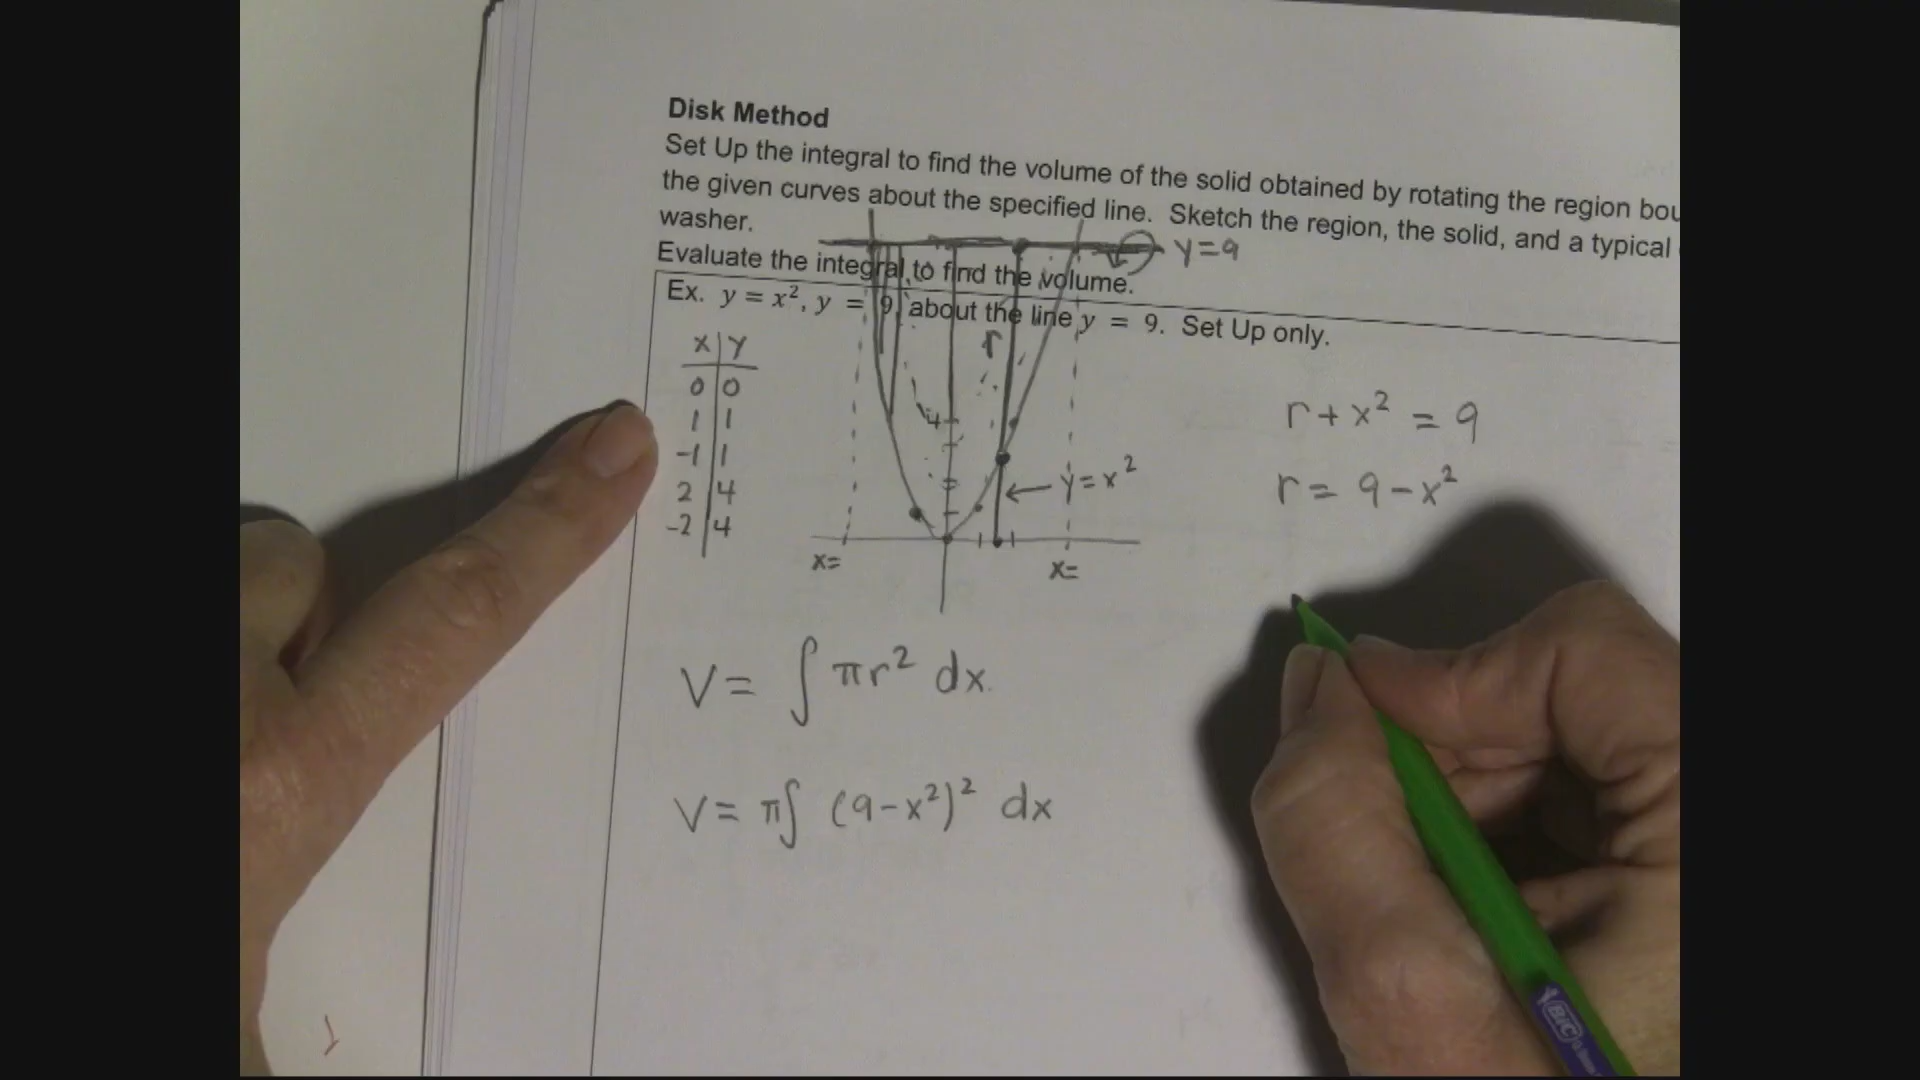 Disk Method
Set Up the integral to find the volume of the solid obtained by rotating the region
the given curves about the specified line. Sketch the region, the solid, and a typical
washer.
y=9
Evaluate the integral to find the volume.
Ex. y = x², y = 9, about the line y = 9. Set Up only.
x | y
0 | 0
1 | 1
-1 | 1
2 | 4
-2 | 4
r
4
y=x²
x=
x=
r+x² = 9
r = 9-x²
V= ∫ πr² dx
V= π∫ (9-x²)² dx
BIC